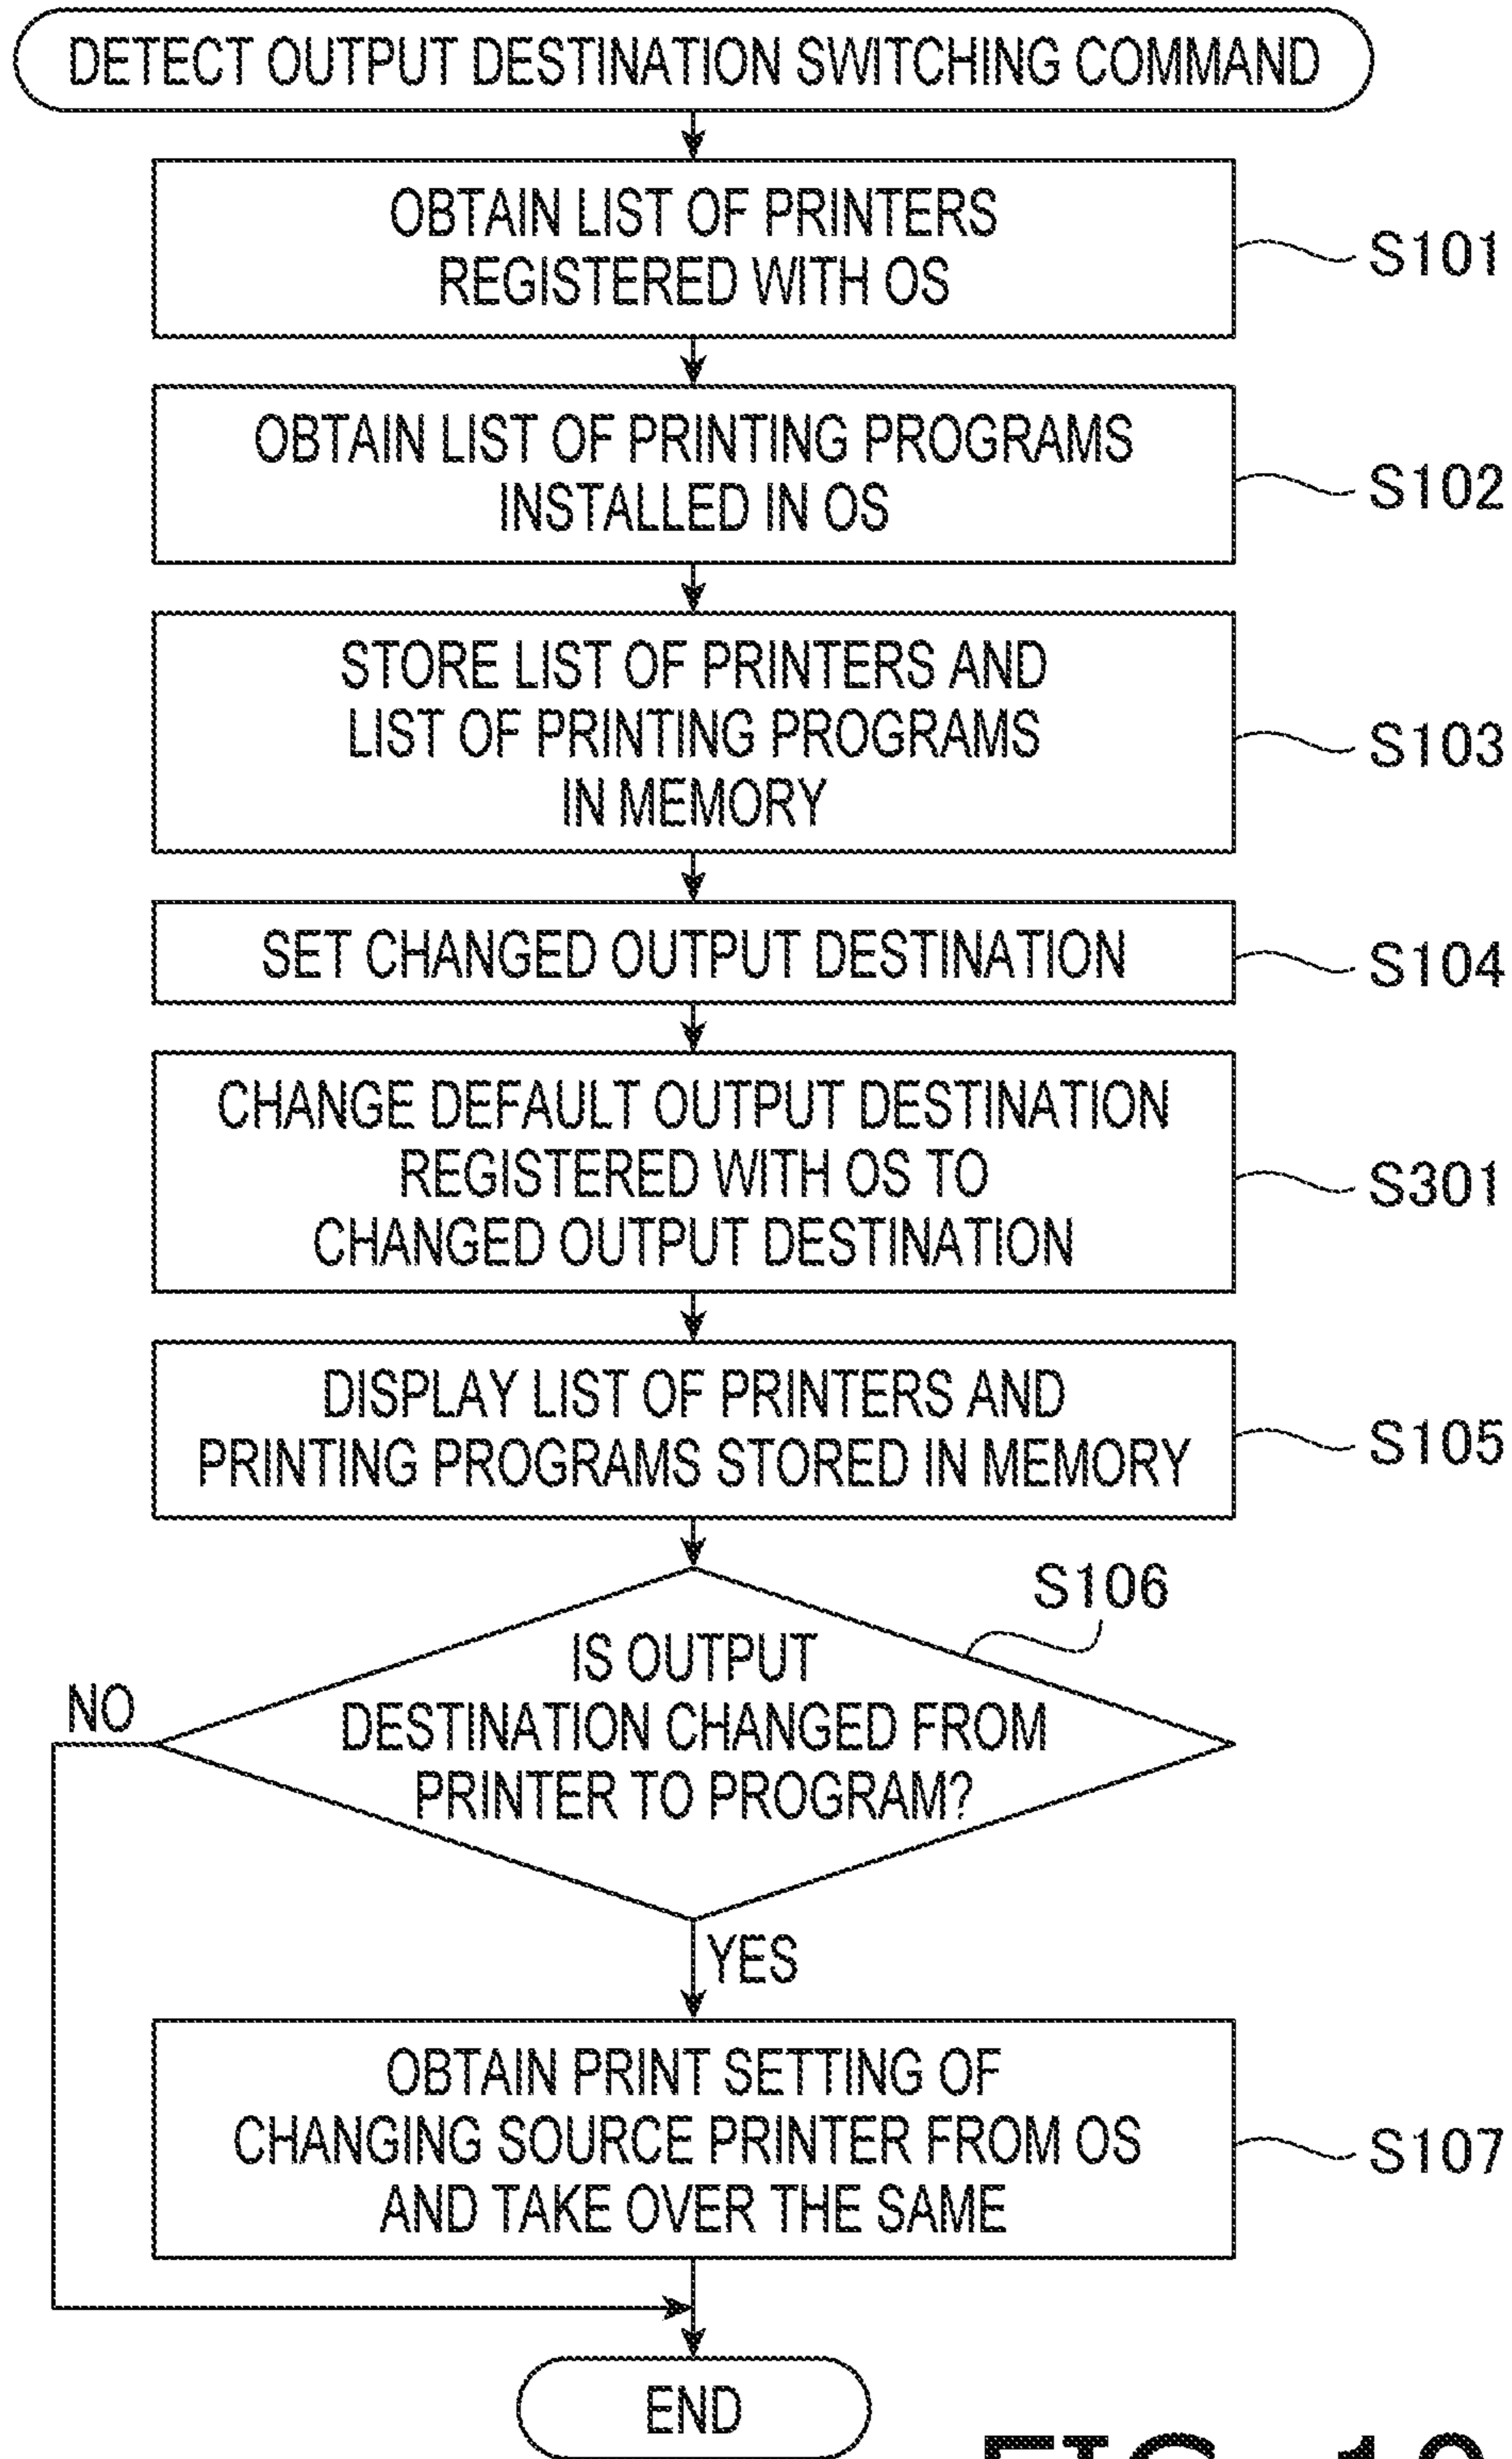 DETECT OUTPUT DESTINATION SWITCHING COMMAND
OBTAIN LIST OF PRINTERS
REGISTERED WITH OS
S101
OBTAIN LIST OF PRINTING PROGRAMS
INSTALLED IN OS
S102
STORE LIST OF PRINTERS AND
LIST OF PRINTING PROGRAMS
IN MEMORY
S103
SET CHANGED OUTPUT DESTINATION
S104
CHANGE DEFAULT OUTPUT DESTINATION
REGISTERED WITH OS TO
CHANGED OUTPUT DESTINATION
S301
DISPLAY LIST OF PRINTERS AND
PRINTING PROGRAMS STORED IN MEMORY
S105
S106
IS OUTPUT
DESTINATION CHANGED FROM
PRINTER TO PROGRAM?
NO
YES
OBTAIN PRINT SETTING OF
CHANGING SOURCE PRINTER FROM OS
AND TAKE OVER THE SAME
S107
END